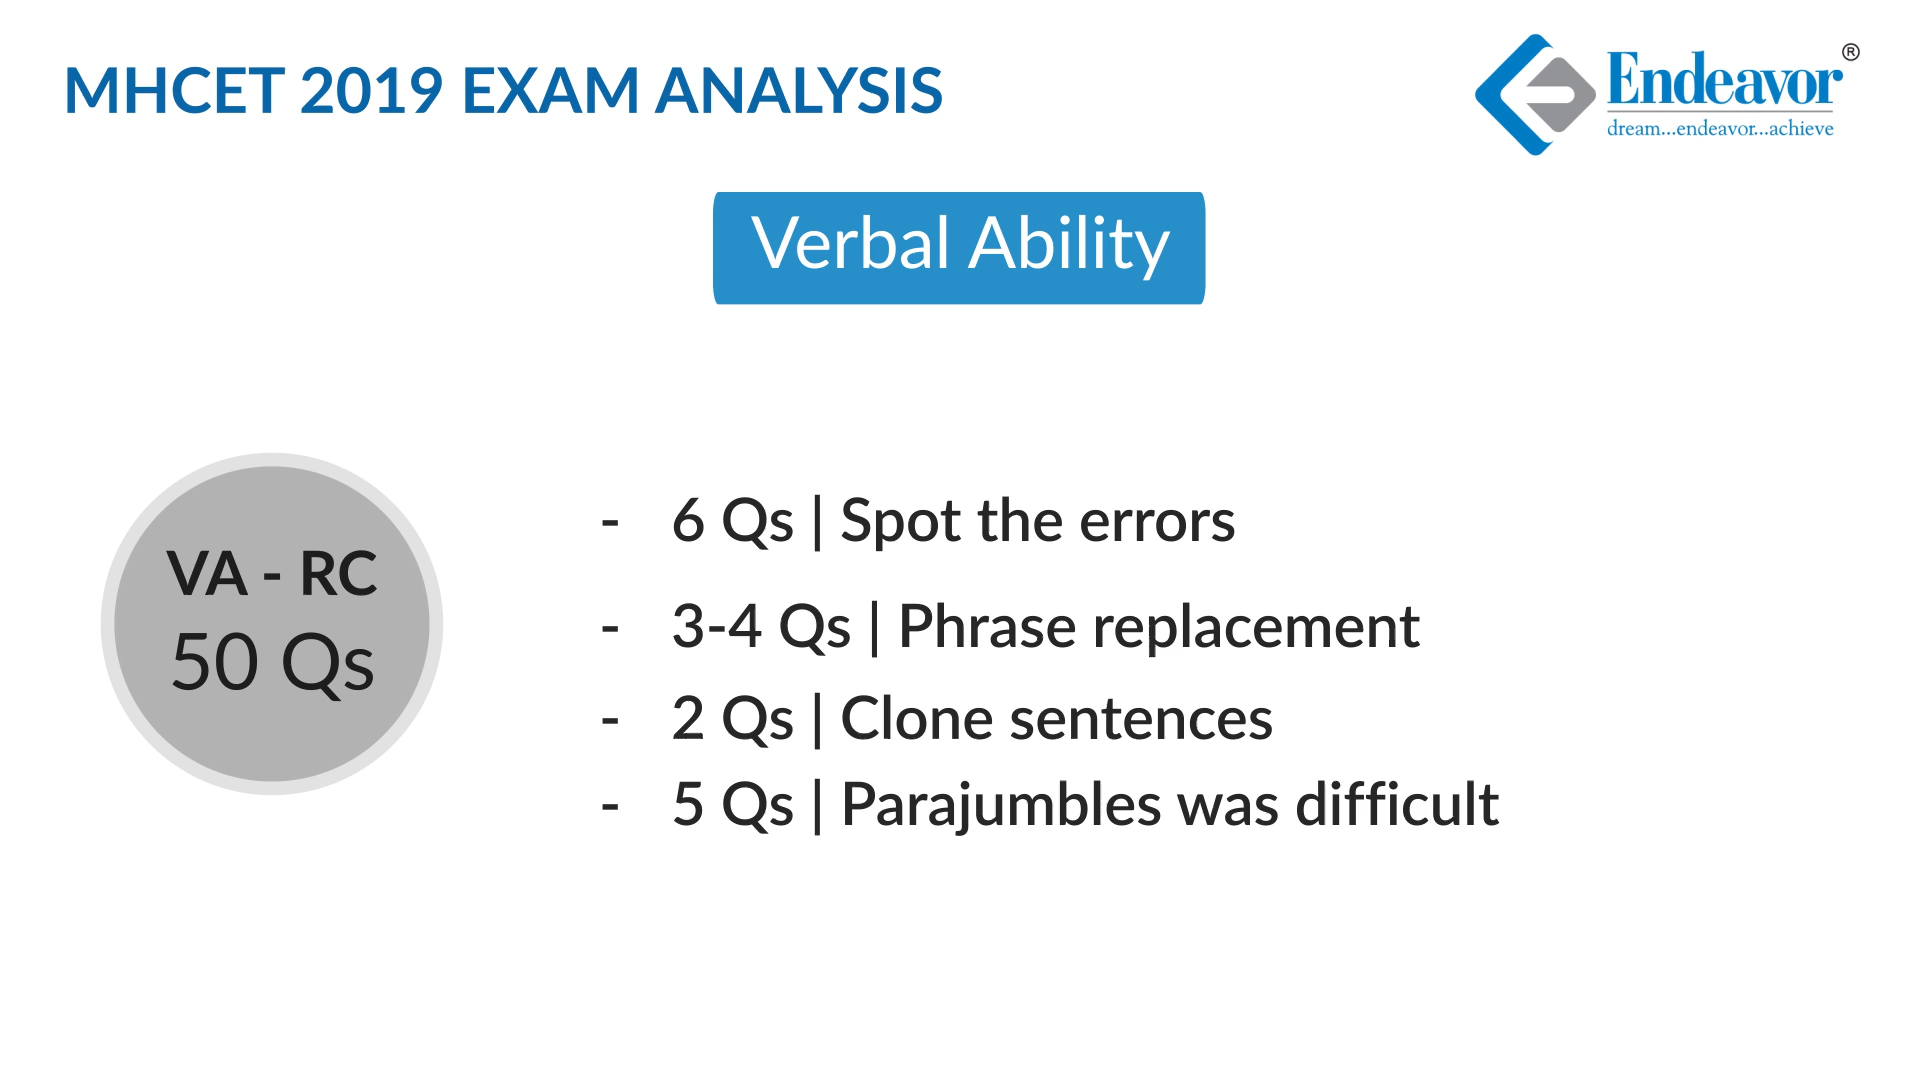 MHCET 2019 EXAM ANALYSIS
Endeavor®
dream...endeavor...achieve
Verbal Ability
VA - RC
50 Qs
- 6 Qs | Spot the errors
- 3-4 Qs | Phrase replacement
- 2 Qs | Clone sentences
- 5 Qs | Parajumbles was difficult